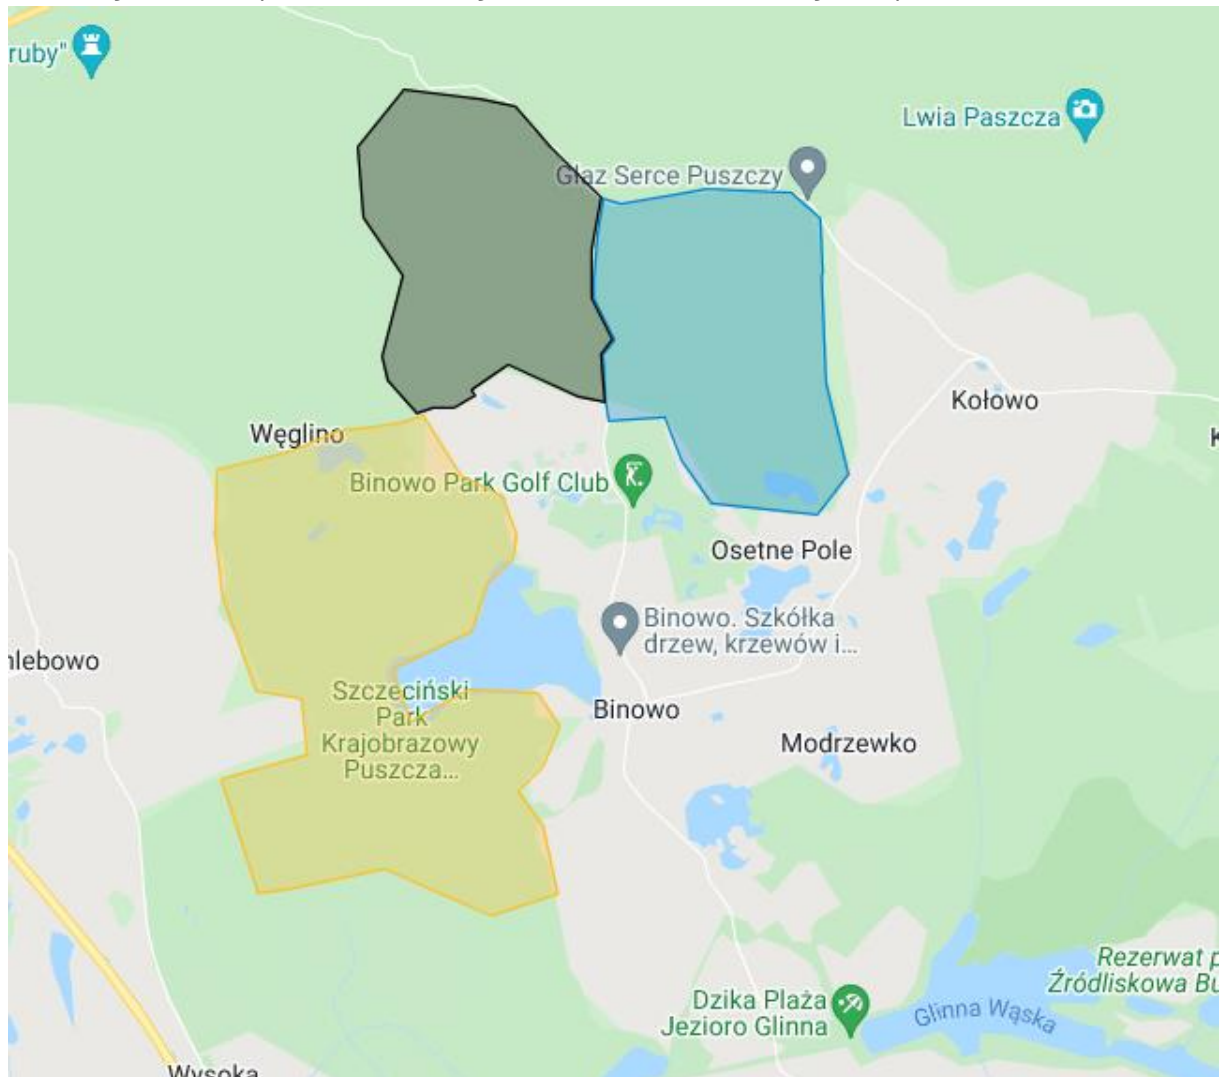 ruby"
Lwia Paszcza
Głaz Serce Puszczy
Kołowo
Węglino
Binowo Park Golf Club
Osetne Pole
Binowo. Szkółka
drzew, krzewów i...
hlebowo
Szczeciński
Park
Krajobrazowy
Puszcza...
Binowo
Modrzewko
Rezerwat p
Źródliskowa Bu
Dzika Plaża
Jezioro Glinna
Glinna Wąska
Wysoka